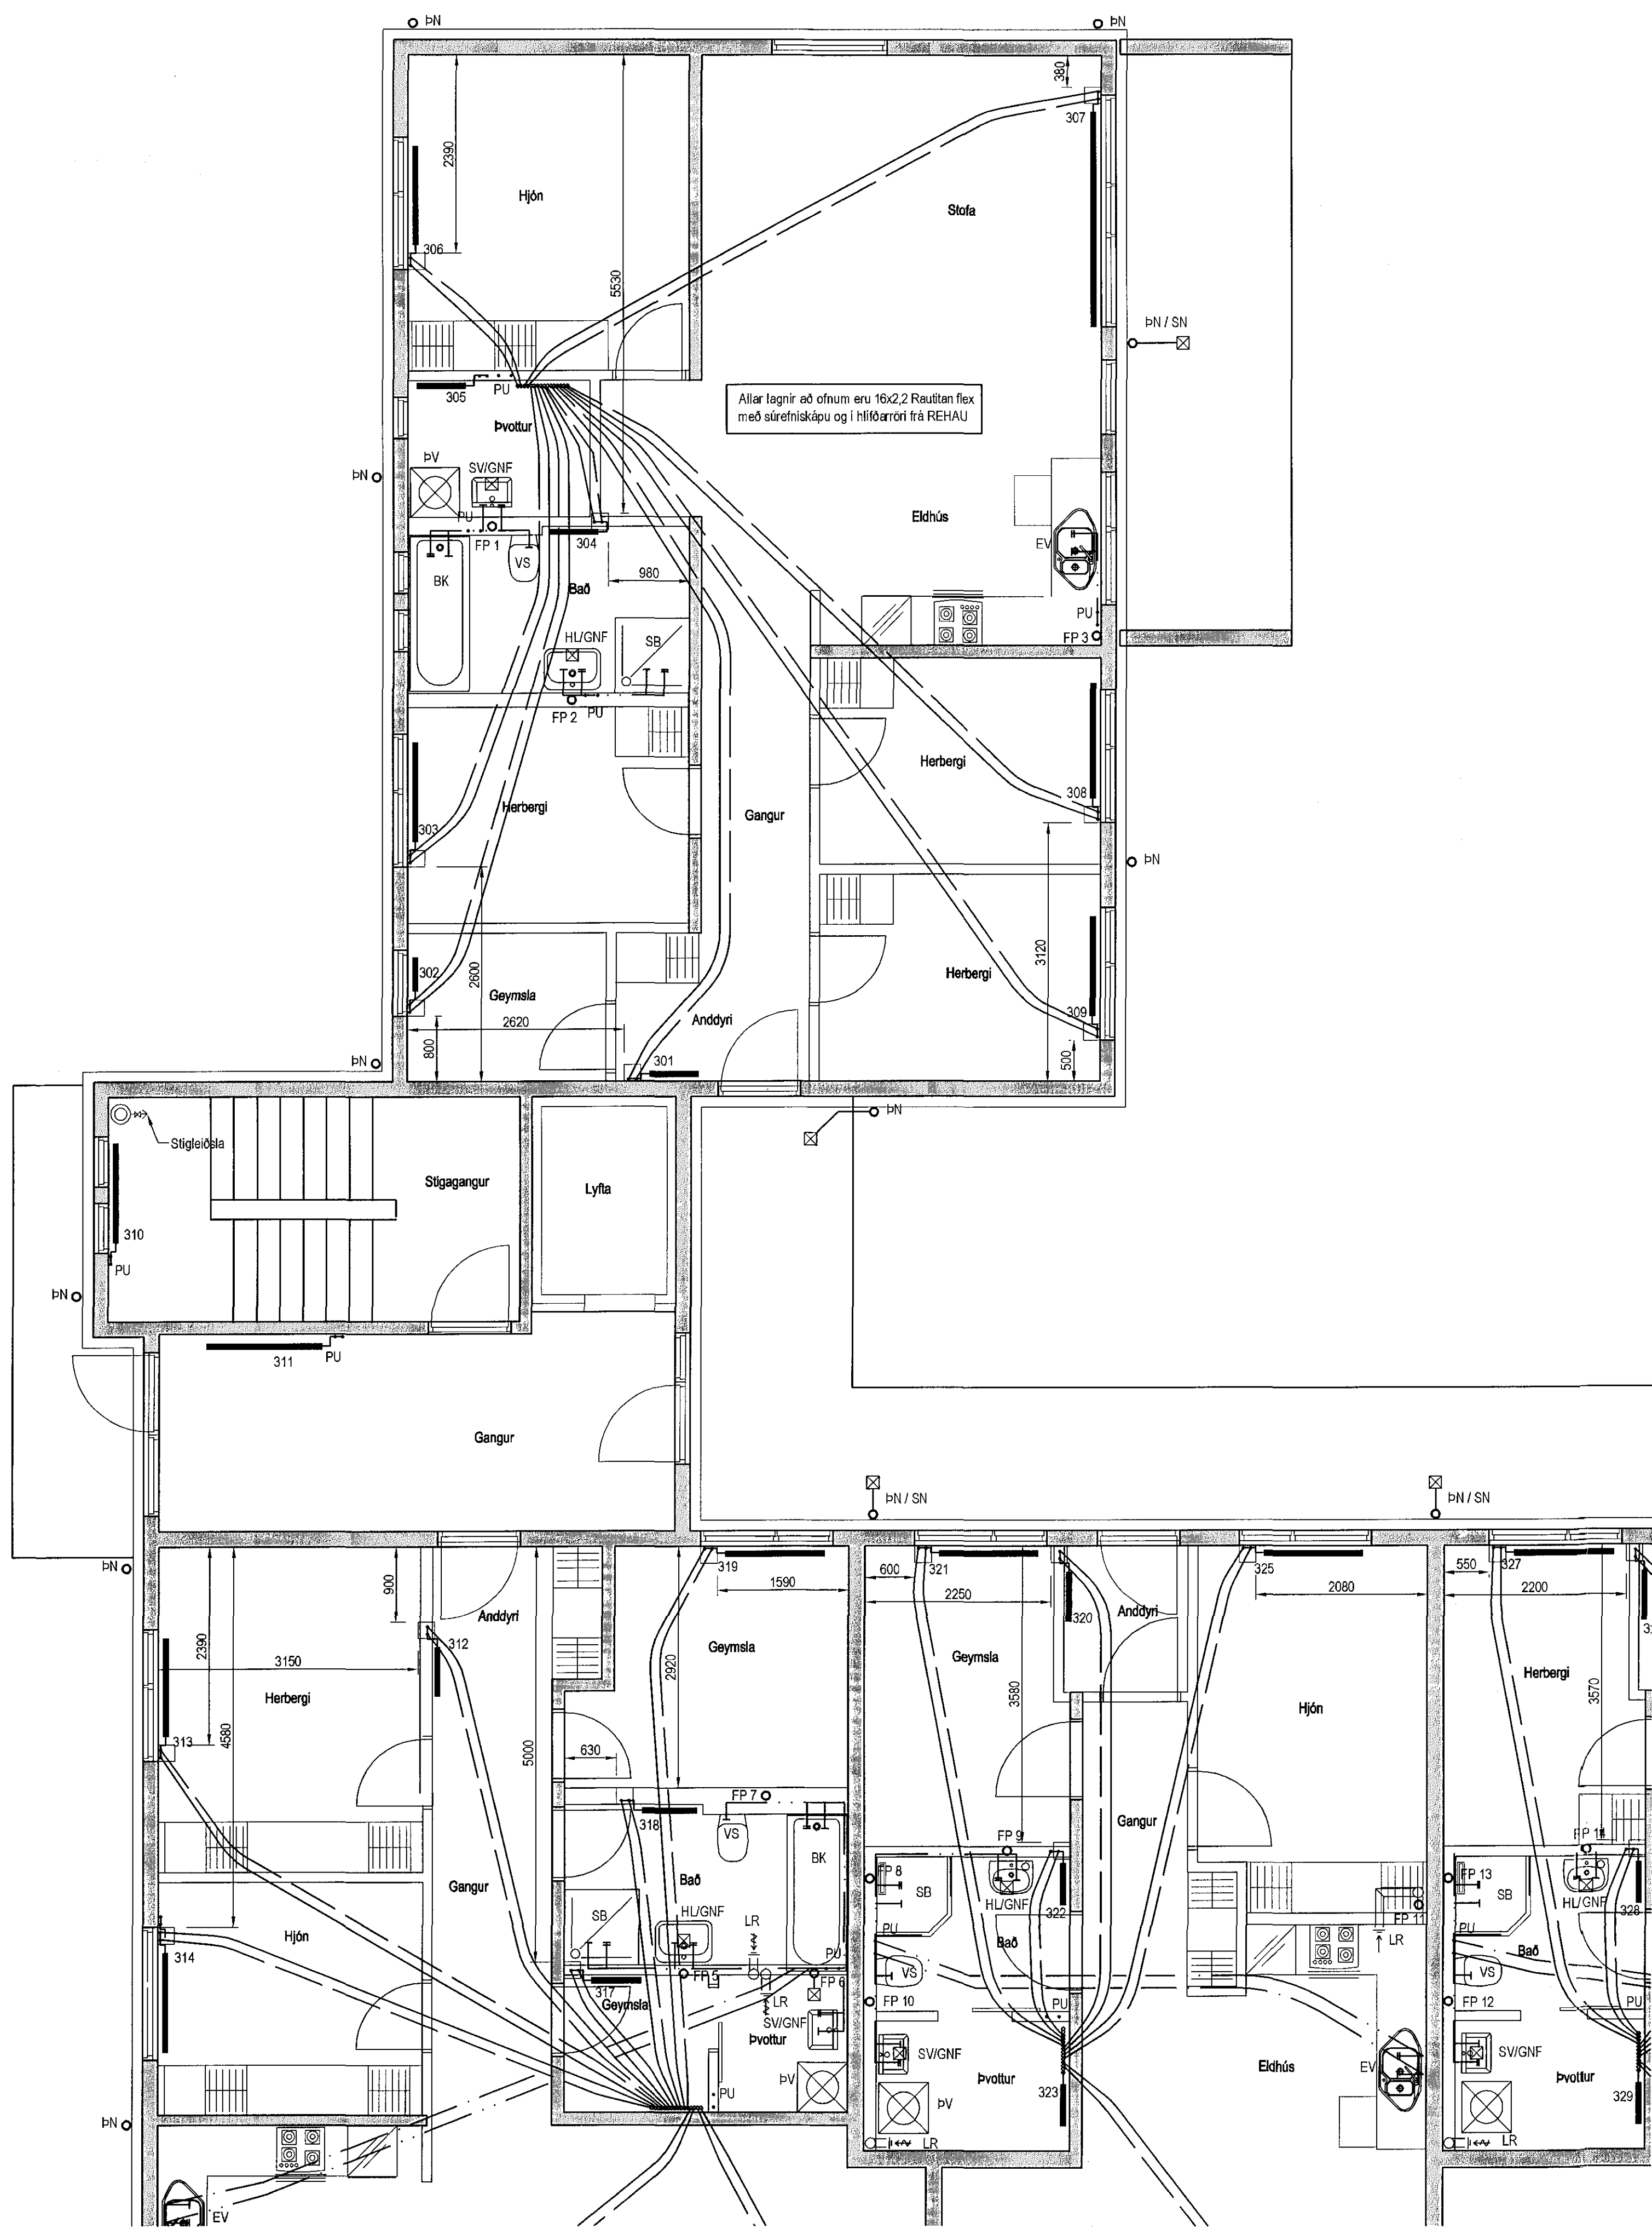 ÞN
ÞN
380
307
2390
Hjón
Stofa
306
5530
ÞN / SN
305
PU
Allar lagnir að ofnum eru 16x2,2 Rautitan flex
með súrefniskápu og í hlífðarröri frá REHAU
Þvottur
ÞV
SV/GNF
ÞN
PU
Eldhús
FP 1
304
EV
VS
BK
980
Bað
PU
HL/GNF
SB
FP 3
FP 2
PU
Herbergi
308
303
Herbergi
Gangur
ÞN
302
2600
3120
Geymsla
Herbergi
309
2620
Anddyri
800
500
ÞN
301
ÞN
Stigleiðsla
Stigagangur
Lyfta
310
PU
ÞN
311
PU
Gangur
ÞN / SN
ÞN / SN
ÞN
900
319
321
325
327
1590
600
2250
2080
550
2200
Anddyri
320
Anddyri
2390
312
3150
Herbergi
4580
5000
2920
Geymsla
Geymsla
3580
Hjón
Herbergi
3570
313
630
FP 7
318
VS
BK
Gangur
FP 9
FP 14
Gangur
Bað
FP 8
SB
HL/GNF
322
FP 11
FP 13
SB
HL/GNF
328
Hjón
SB
HL/GNF
LR
PU
PU
Bað
LR
PU
Bað
314
VS
VS
FP 5
FP 6
317
Geymsla
LR
SV/GNF
Þvottur
FP 10
PU
FP 12
PU
SV/GNF
Eldhús
EV
SV/GNF
ÞV
PU
Þvottur
323
ÞV
Þvottur
329
ÞN
LR
LR
EV